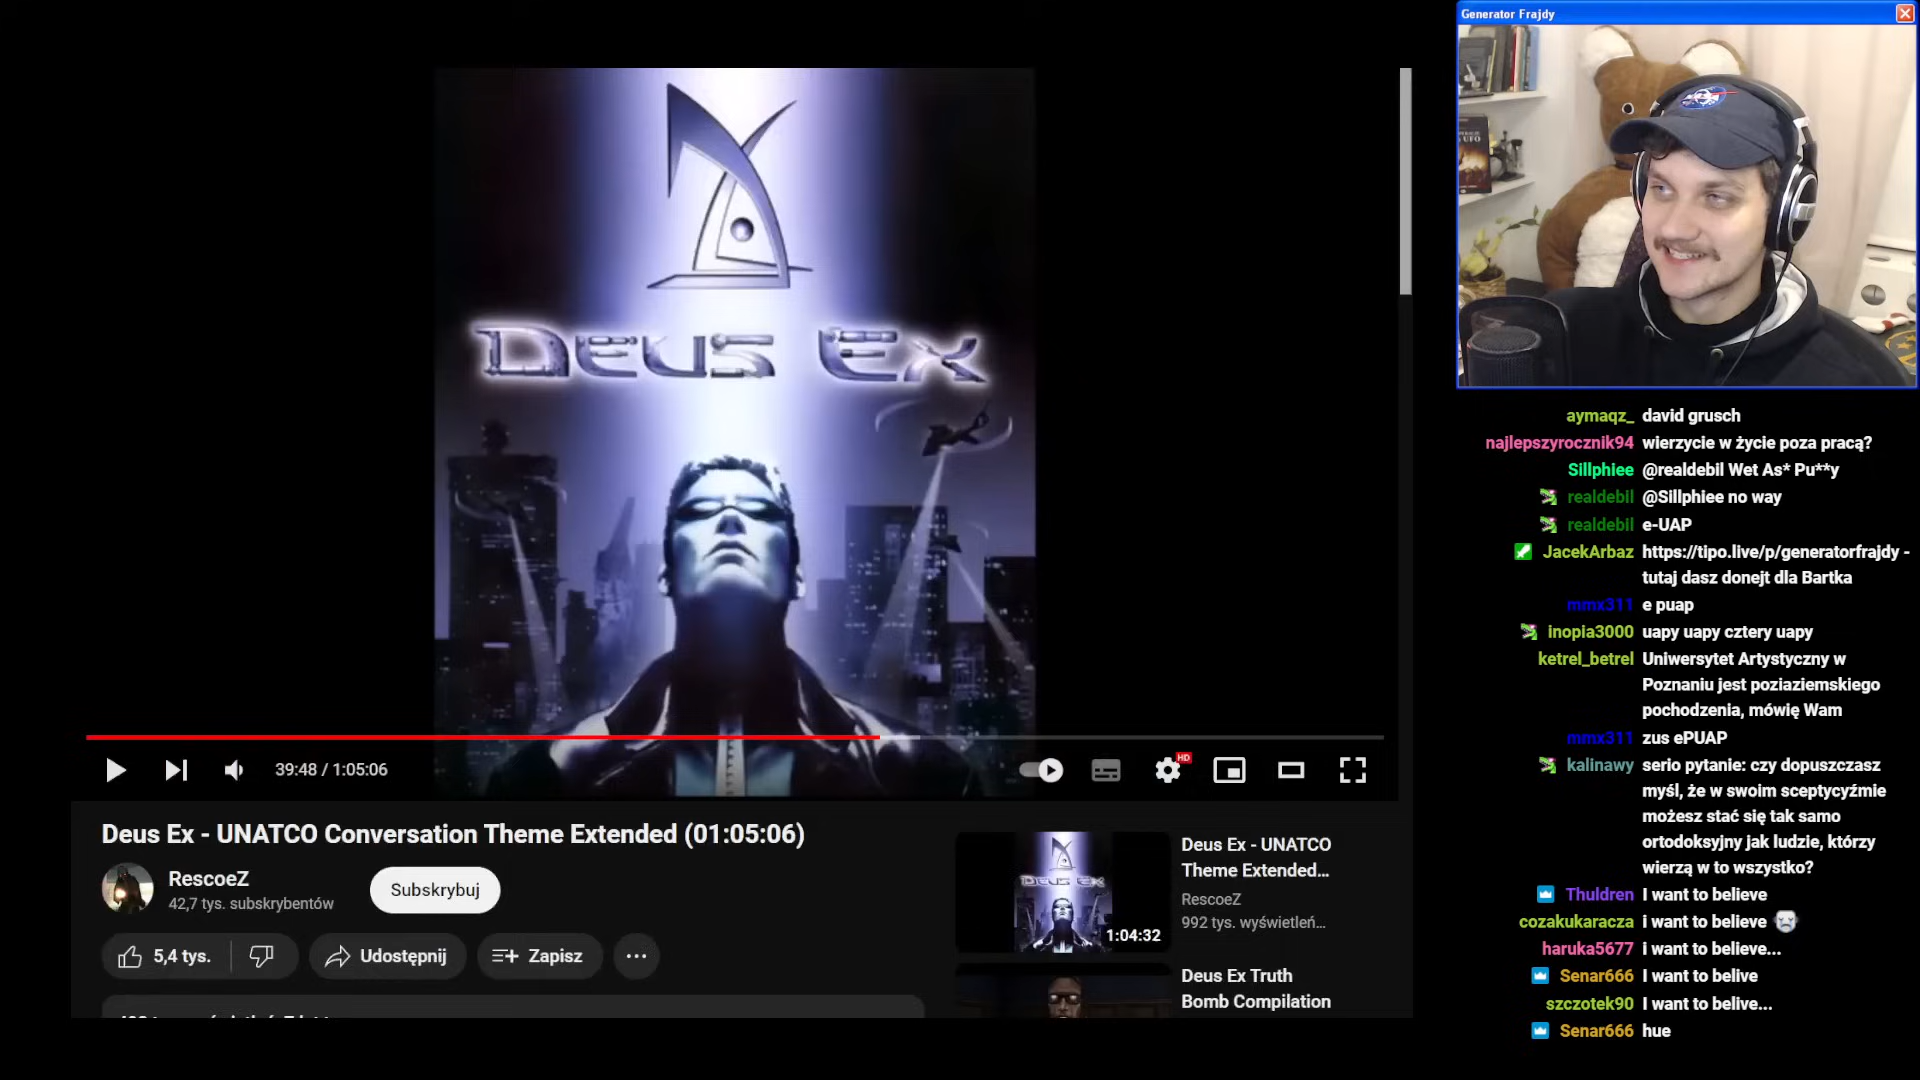 Generator Frajdy
DEUS EX
39:48 / 1:05:06
HD
Deus Ex - UNATCO Conversation Theme Extended (01:05:06)
RescoeZ
42,7 tys. subskrybentów
Subskrybuj
5,4 tys.
Udostępnij
Zapisz
DEUS EX
1:04:32
Deus Ex - UNATCO
Theme Extended...
RescoeZ
992 tys. wyświetleń...
Deus Ex Truth
Bomb Compilation
UFO
aymaqz_ david grusch
najlepszyrocznik94 wierzycie w życie poza pracą?
Sillphiee @realdebil Wet As* Pu**y
realdebil @Sillphiee no way
realdebil e-UAP
JacekArbaz https://tipo.live/p/generatorfrajdy -
tutaj dasz donejt dla Bartka
mmx311 e puap
inopia3000 uapy uapy cztery uapy
ketrel_betrel Uniwersytet Artystyczny w
Poznaniu jest poziaziemskiego
pochodzenia, mówię Wam
mmx311 zus ePUAP
kalinawy serio pytanie: czy dopuszczasz
myśl, że w swoim sceptycyźmie
możesz stać się tak samo
ortodoksyjny jak ludzie, którzy
wierzą w to wszystko?
Thuldren I want to believe
cozakukaracza i want to believe
haruka5677 i want to believe...
Senar666 I want to belive
szczotek90 I want to belive...
Senar666 hue